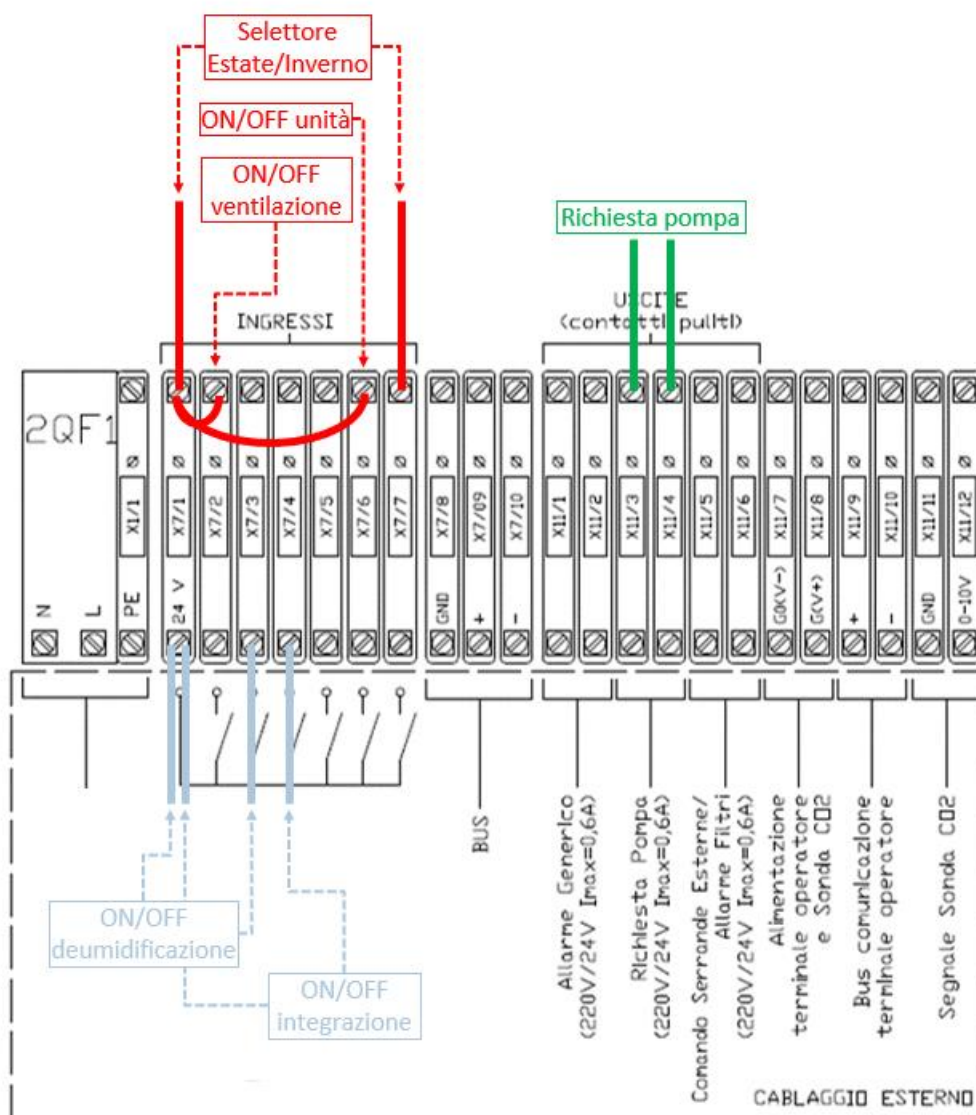 Selettore
Estate/Inverno
ON/OFF unità
ON/OFF
ventilazione
Richiesta pompa
INGRESSI
USCITE
(contatti puliti)
2QF1
N
L
X1/1
PE
X7/1
24 V
X7/2
X7/3
X7/4
X7/5
X7/6
X7/7
X7/8
GND
X7/09
+
X7/10
-
X11/1
X11/2
X11/3
X11/4
X11/5
X11/6
X11/7
G0(V-)
X11/8
G(V+)
X11/9
+
X11/10
-
X11/11
GND
X11/12
0-10V
ON/OFF
deumidificazione
ON/OFF
integrazione
BUS
Allarme Generico
(220V/24V Imax=0,6A)
Richiesta Pompa
(220V/24V Imax=0,6A)
Comando Serrande Esterne/
Allarme Filtri
(220V/24V Imax=0,6A)
Alimentazione
terminale operatore
e Sonda CO2
Bus comunicazione
terminale operatore
Segnale Sonda CO2
CABLAGGIO ESTERNO